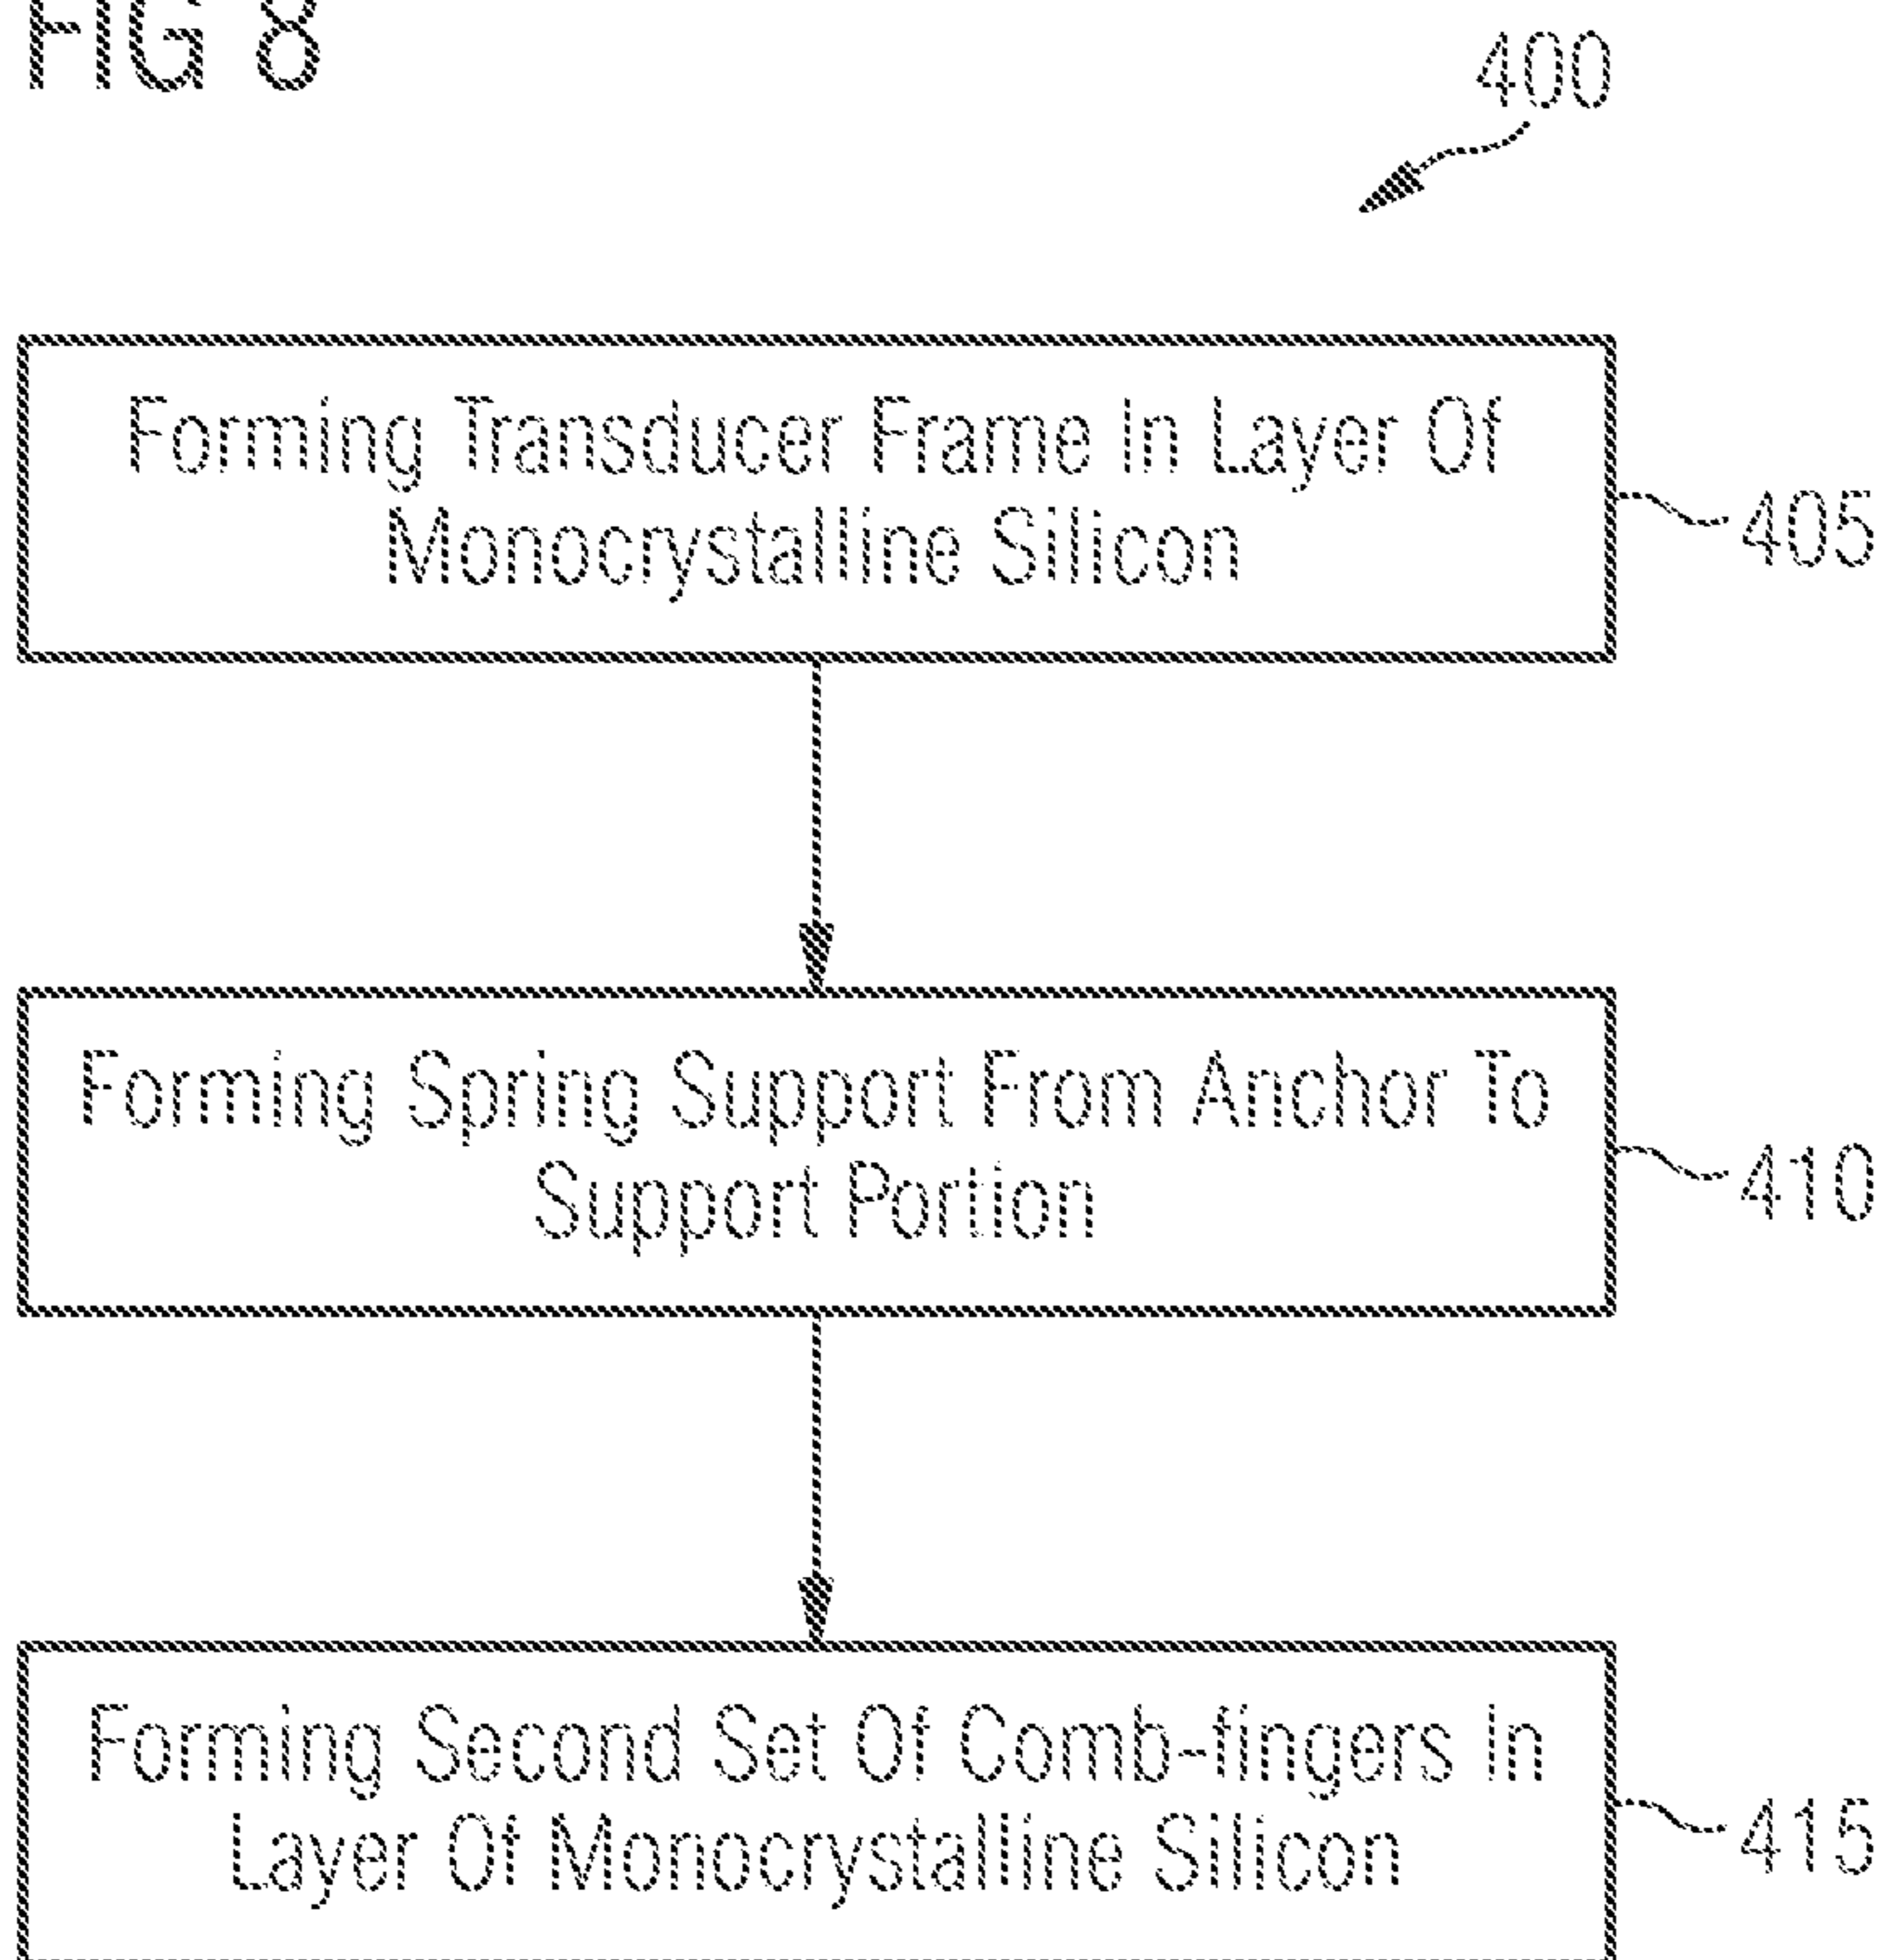 FIG 8
400
Forming Transducer Frame In Layer Of
Monocrystalline Silicon
405
Forming Spring Support From Anchor To
Support Portion
410
Forming Second Set Of Comb-fingers In
Layer Of Monocrystalline Silicon
415